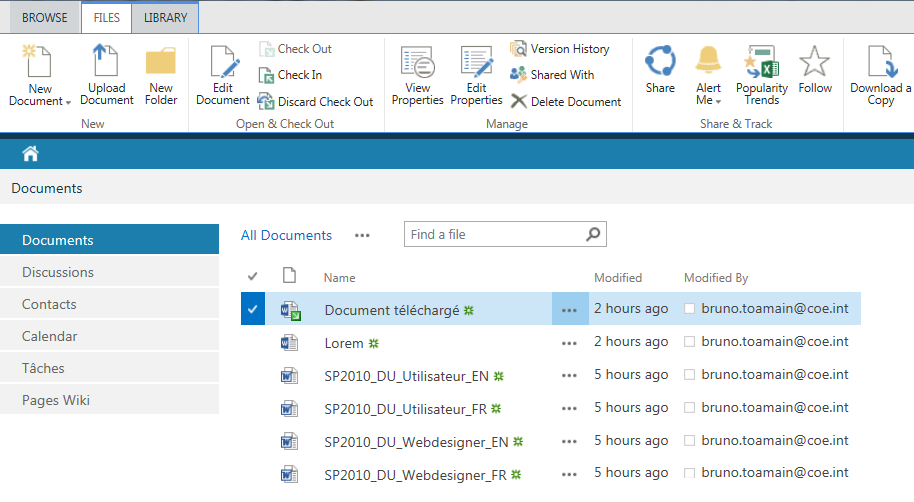 BROWSE FILES LIBRARY
New Document Upload Document New Folder
New
Edit Document Check Out
Check In
Discard Check Out
Open & Check Out
View Properties Edit Properties Version History
Shared With
Delete Document
Manage
Share Alert Me Popularity Trends Follow
Share & Track
Download a Copy
Documents
Documents
Discussions
Contacts
Calendar
Tâches
Pages Wiki
All Documents ••• Find a file
Name Modified Modified By
Document téléchargé ••• 2 hours ago bruno.toamain@coe.int
Lorem ••• 2 hours ago bruno.toamain@coe.int
SP2010_DU_Utilisateur_EN ••• 5 hours ago bruno.toamain@coe.int
SP2010_DU_Utilisateur_FR ••• 5 hours ago bruno.toamain@coe.int
SP2010_DU_Webdesigner_EN ••• 5 hours ago bruno.toamain@coe.int
SP2010_DU_Webdesigner_FR ••• 5 hours ago bruno.toamain@coe.int